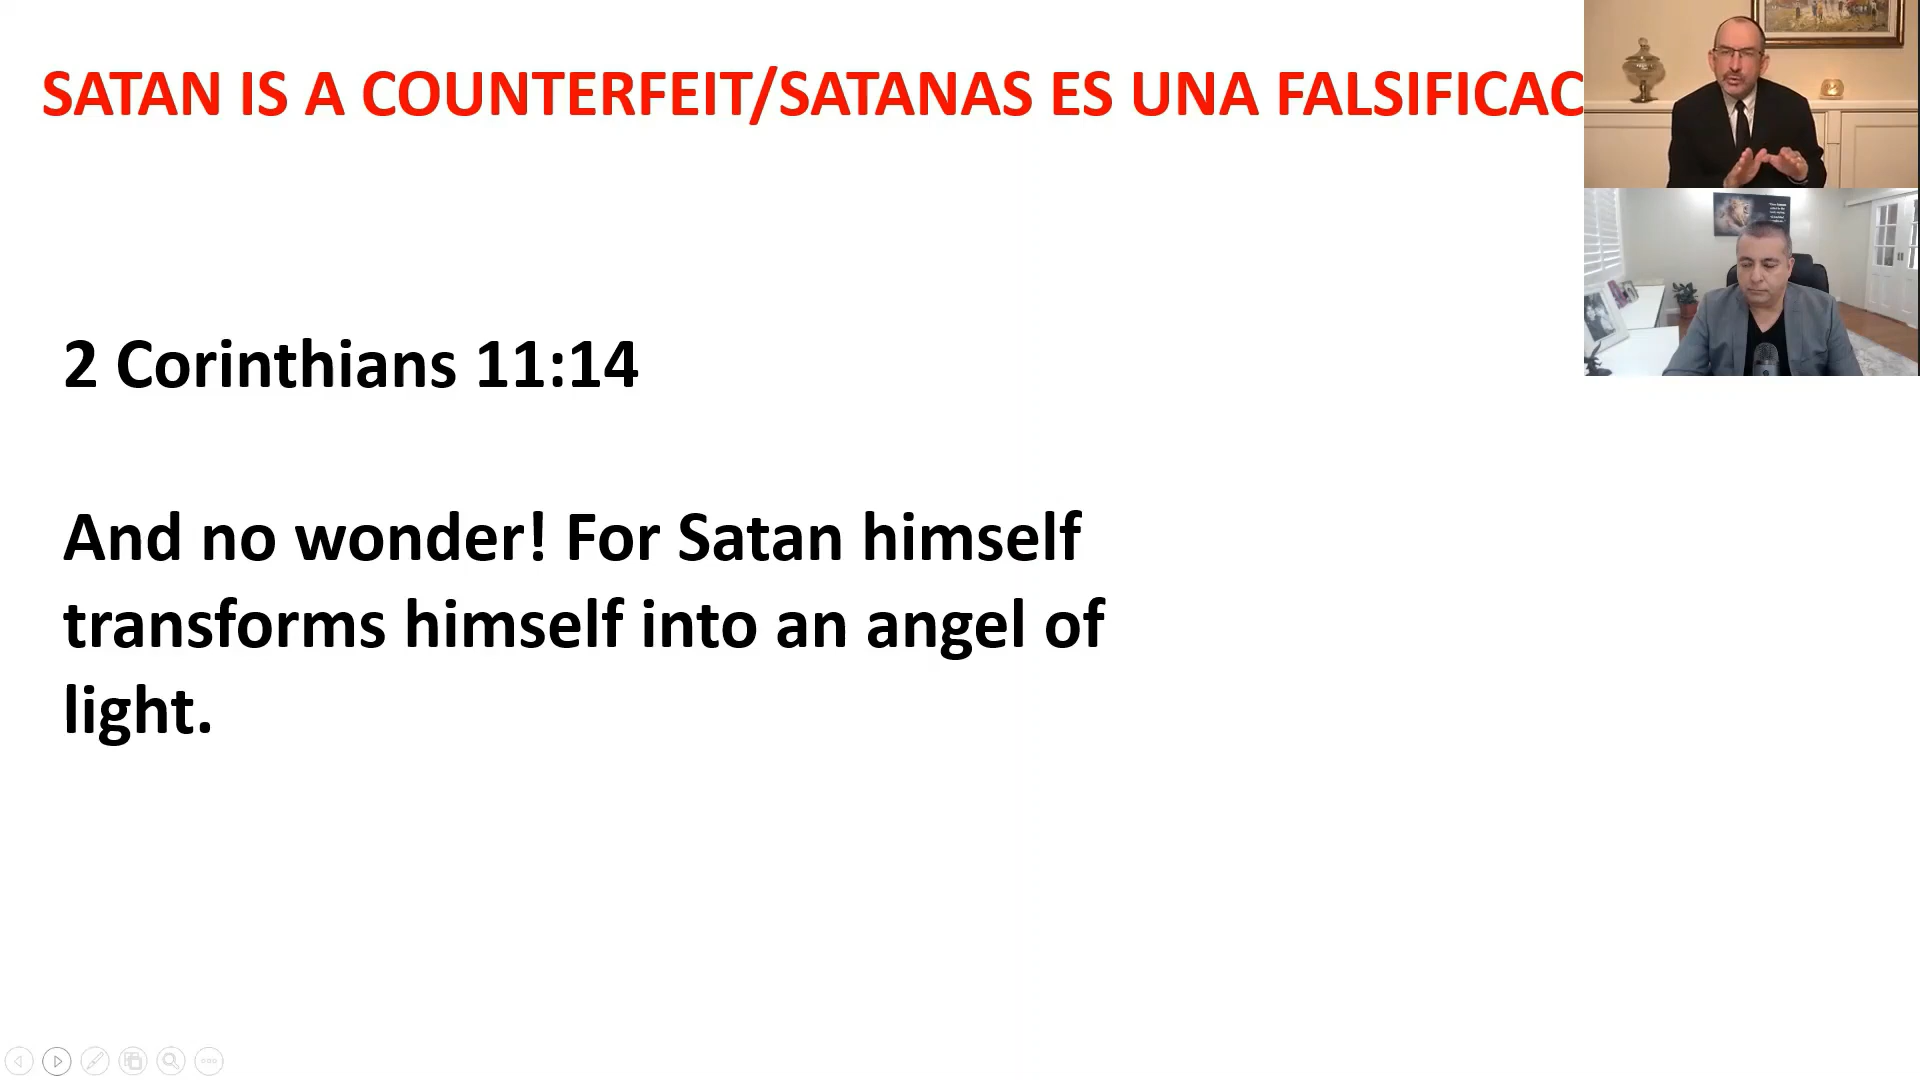 SATAN IS A COUNTERFEIT/SATANAS ES UNA FALSIFICAC
2 Corinthians 11:14
And no wonder! For Satan himself
transforms himself into an angel of
light.